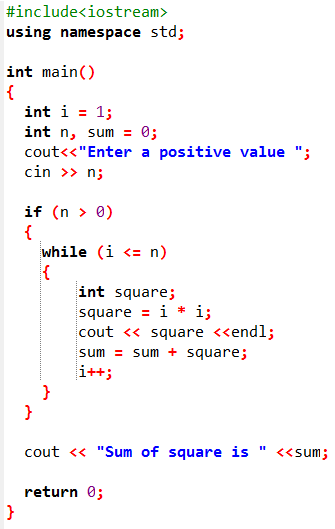 #include<iostream>
using namespace std;
int main()
{
int i = 1;
int n, sum = 0;
cout<<"Enter a positive value ";
cin >> n;
if (n > 0)
{
while (i <= n)
{
int square;
square = i * i;
cout << square <<endl;
sum = sum + square;
i++;
}
}
cout << "Sum of square is " <<sum;
return 0;
}